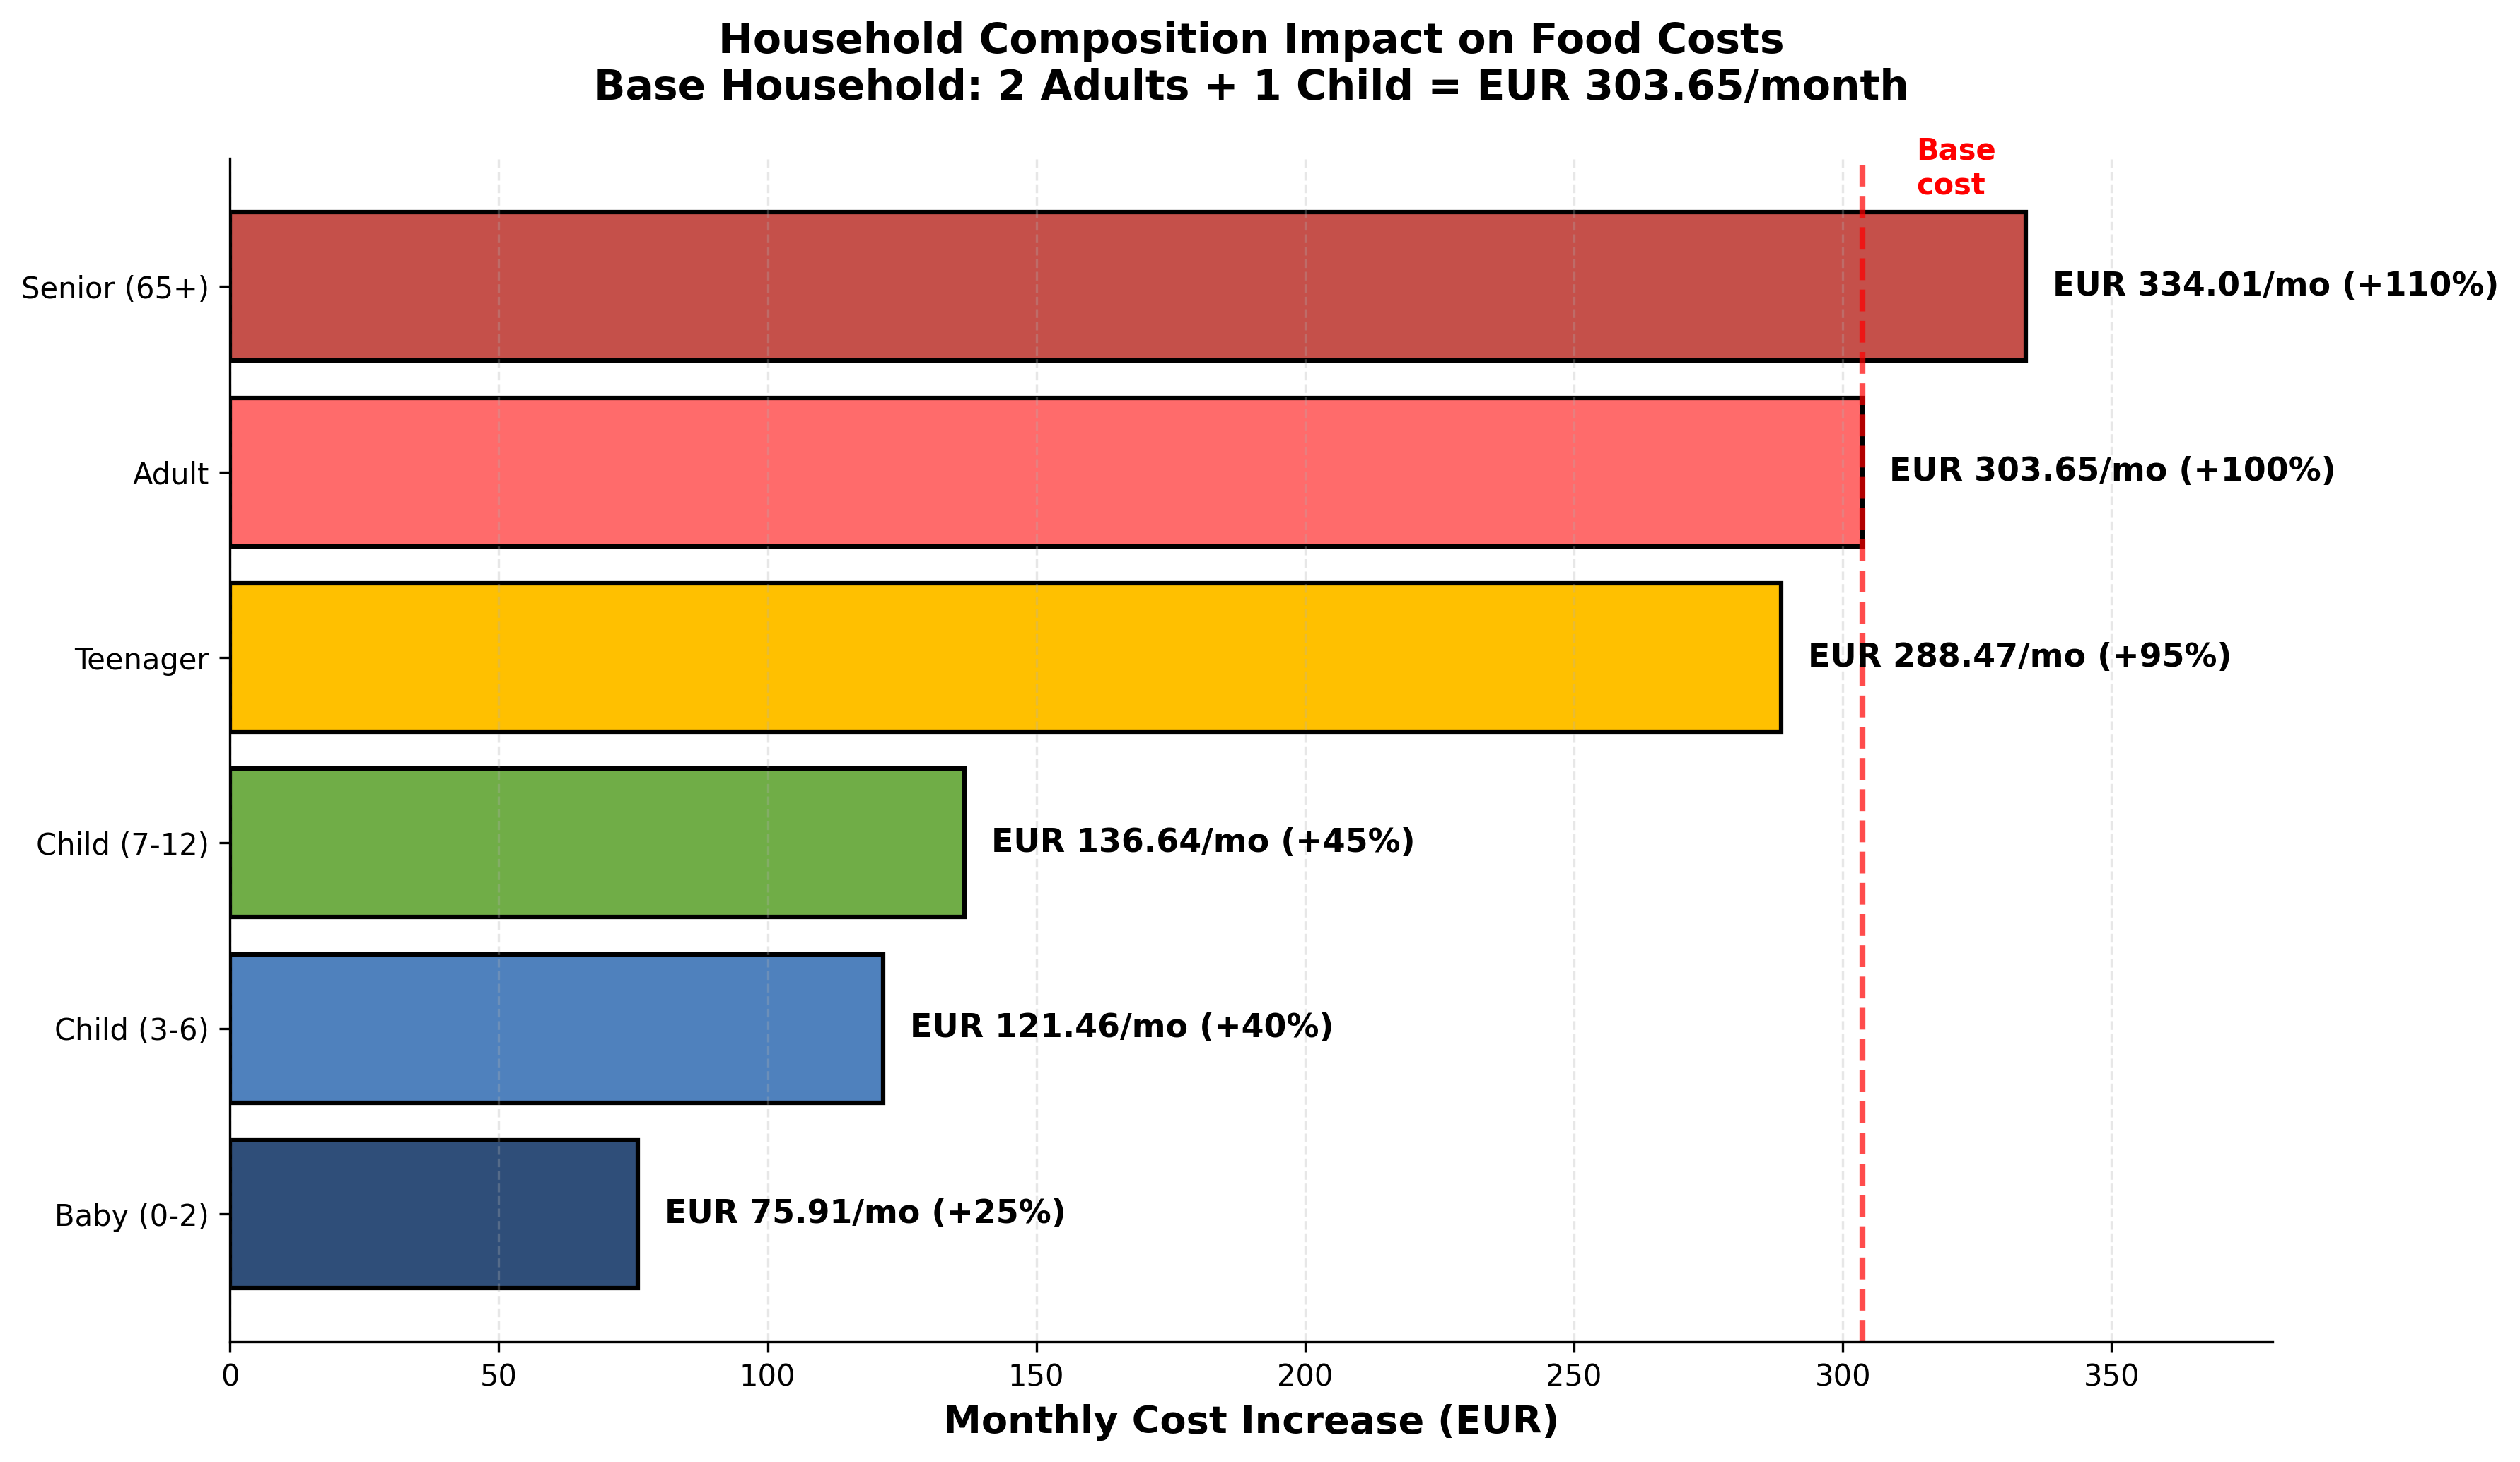 Household Composition Impact on Food Costs
Base Household: 2 Adults + 1 Child = EUR 303.65/month
Base
cost
Senior (65+)
EUR 334.01/mo (+110%)
Adult
EUR 303.65/mo (+100%)
Teenager
EUR 288.47/mo (+95%)
Child (7-12)
EUR 136.64/mo (+45%)
Child (3-6)
EUR 121.46/mo (+40%)
Baby (0-2)
EUR 75.91/mo (+25%)
0 50 100 150 200 250 300 350
Monthly Cost Increase (EUR)